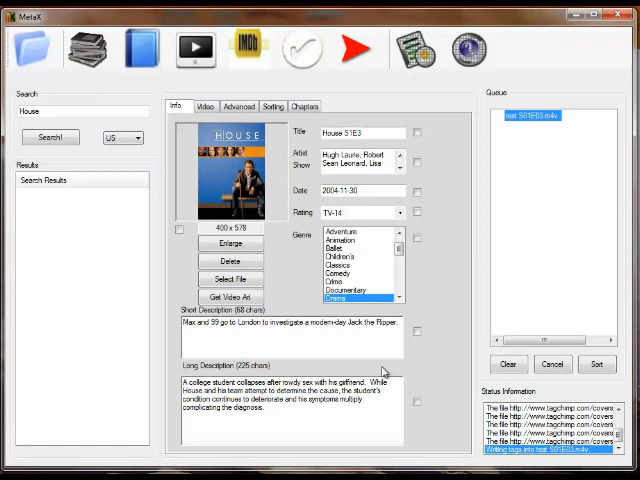 MetaX
IMDb
Search
House
Search!
US
Results
Search Results
Info
Video
Advanced
Sorting
Chapters
HOUSE
400 x 578
Enlarge
Delete
Select File
Get Video Art
Title
House S1E3
Artist
Show
Hugh Laurie, Robert
Sean Leonard, Lisa
Date
2004-11-30
Rating
TV-14
Genre
Adventure
Animation
Ballet
Children's
Classics
Comedy
Crime
Documentary
Drama
Short Description (68 chars)
Max and 99 go to London to investigate a modern-day Jack the Ripper.
Long Description (225 chars)
A college student collapses after rowdy sex with his girlfriend. While
House and his team attempt to determine the cause, the student's
condition continues to deteriorate and his symptoms multiply
complicating the diagnosis.
Queue
test S01E03.m4v
Clear
Cancel
Sort
Status Information
The file http://www.tagchimp.com/covers
The file http://www.tagchimp.com/covers
The file http://www.tagchimp.com/covers
The file http://www.tagchimp.com/covers
The file http://www.tagchimp.com/covers
Writing tags into test S01E03.m4v